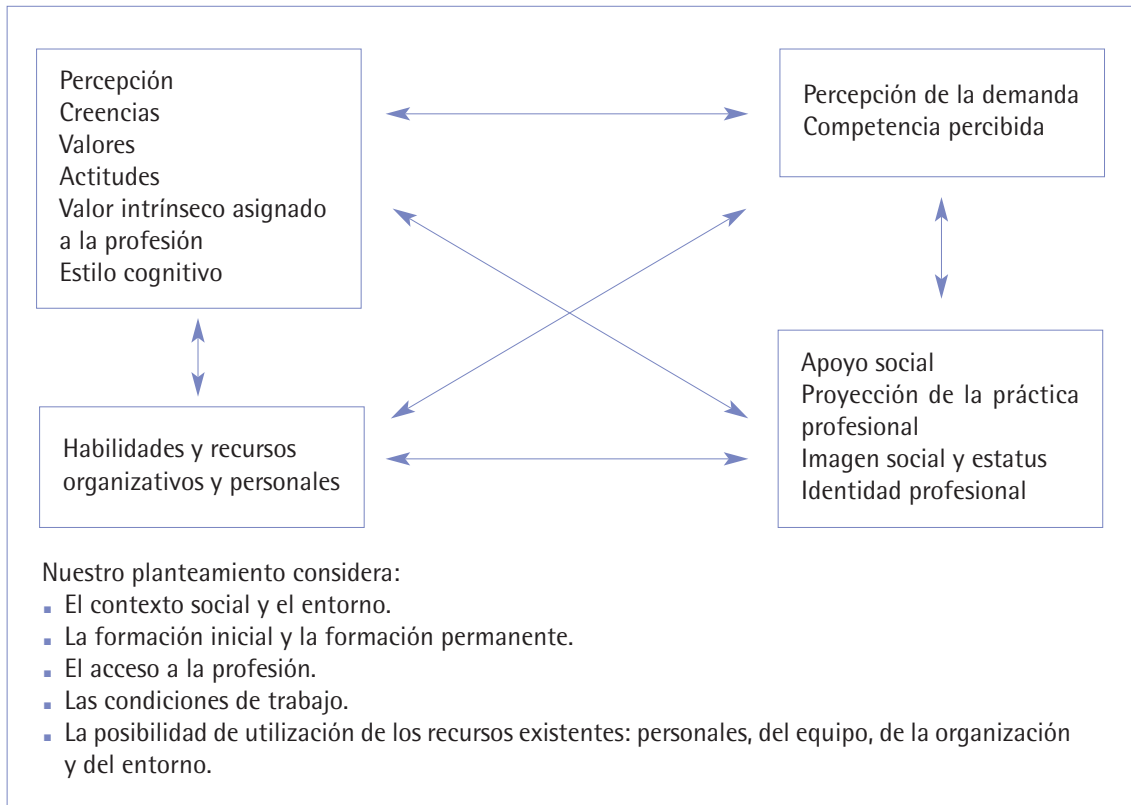 Percepción
Creencias
Valores
Actitudes
Valor intrínseco asignado
a la profesión
Estilo cognitivo
Percepción de la demanda
Competencia percibida
Habilidades y recursos
organizativos y personales
Apoyo social
Proyección de la práctica
profesional
Imagen social y estatus
Identidad profesional
Nuestro planteamiento considera:
▪ El contexto social y el entorno.
▪ La formación inicial y la formación permanente.
▪ El acceso a la profesión.
▪ Las condiciones de trabajo.
▪ La posibilidad de utilización de los recursos existentes: personales, del equipo, de la organización
y del entorno.